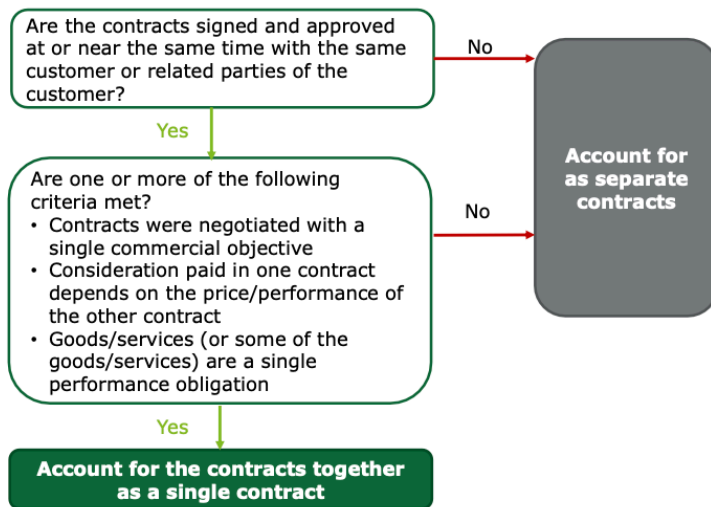 Are the contracts signed and approved
at or near the same time with the same
customer or related parties of the
customer?
No
Yes
Account for
as separate
contracts
Are one or more of the following
criteria met?
• Contracts were negotiated with a
single commercial objective
• Consideration paid in one contract
depends on the price/performance of
the other contract
• Goods/services (or some of the
goods/services) are a single
performance obligation
No
Yes
Account for the contracts together
as a single contract